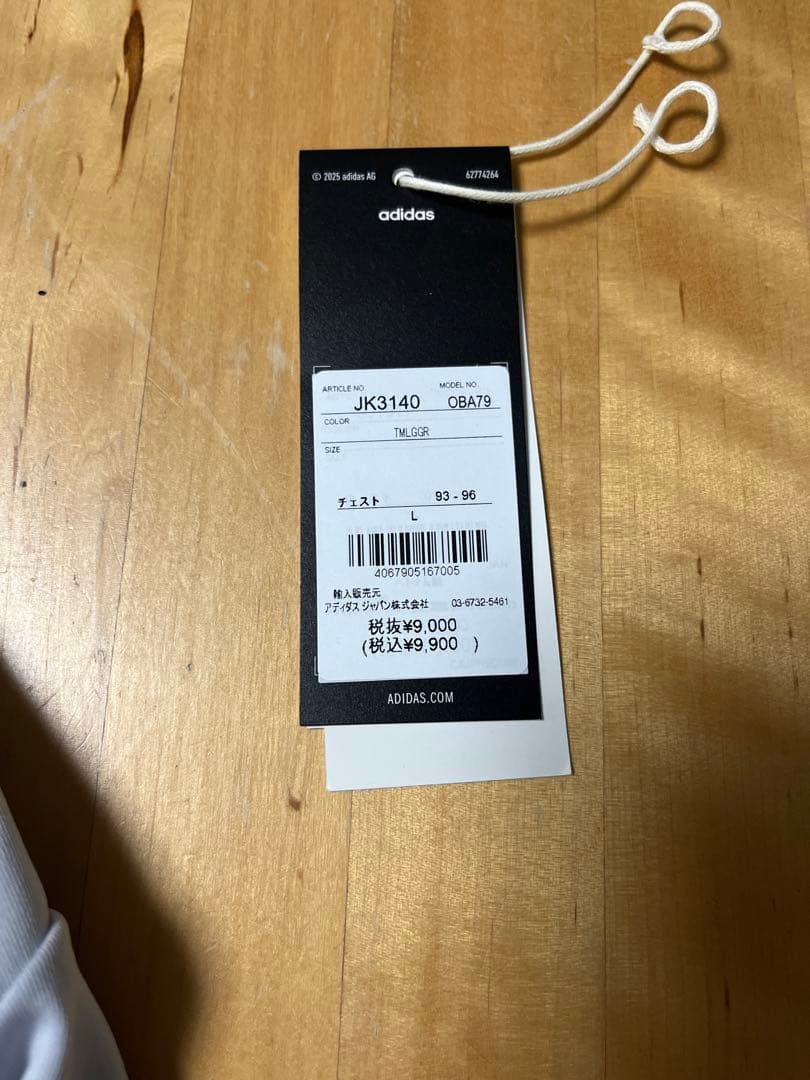 © 2025 adidas AG 62774264
adidas
ARTICLE NO. MODEL NO.
JK3140 OBA79
COLOR
TMLGGR
SIZE
チェスト 93 - 96
L
4067905167005
輸入販売元
アディダス ジャパン株式会社 03-6732-5461
税抜¥9,000
(税込¥9,900 )
ADIDAS.COM